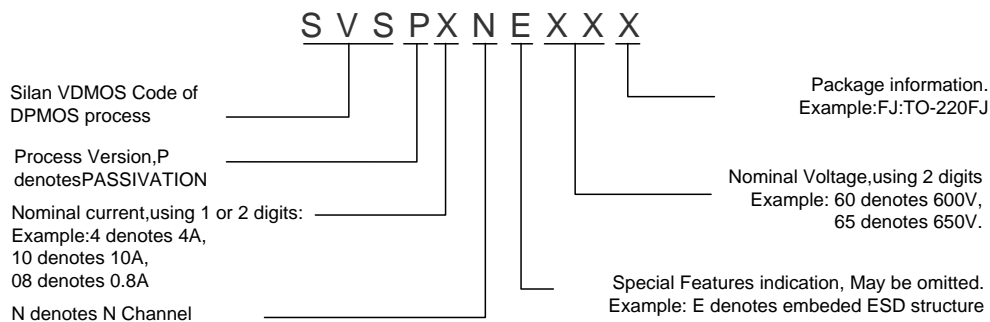 S V S P X N E X X X
Silan VDMOS Code of
DPMOS process
Process Version,P
denotesPASSIVATION
Nominal current,using 1 or 2 digits:
Example:4 denotes 4A,
10 denotes 10A,
08 denotes 0.8A
N denotes N Channel
Package information.
Example:FJ:TO-220FJ
Nominal Voltage,using 2 digits
Example: 60 denotes 600V,
65 denotes 650V.
Special Features indication, May be omitted.
Example: E denotes embeded ESD structure